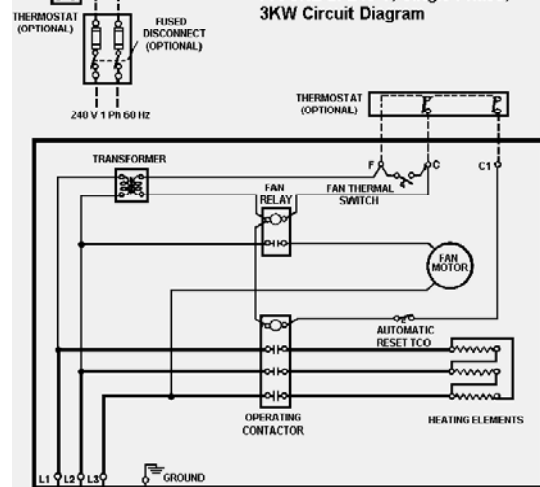 3KW Circuit Diagram
THERMOSTAT
(OPTIONAL)
FUSED
DISCONNECT
(OPTIONAL)
240 V 1 Ph 60 Hz
THERMOSTAT
(OPTIONAL)
TRANSFORMER
F
C
C1
FAN
RELAY
FAN THERMAL
SWITCH
FAN
MOTOR
AUTOMATIC
RESET TCO
OPERATING
CONTACTOR
HEATING ELEMENTS
L1 L2 L3
GROUND